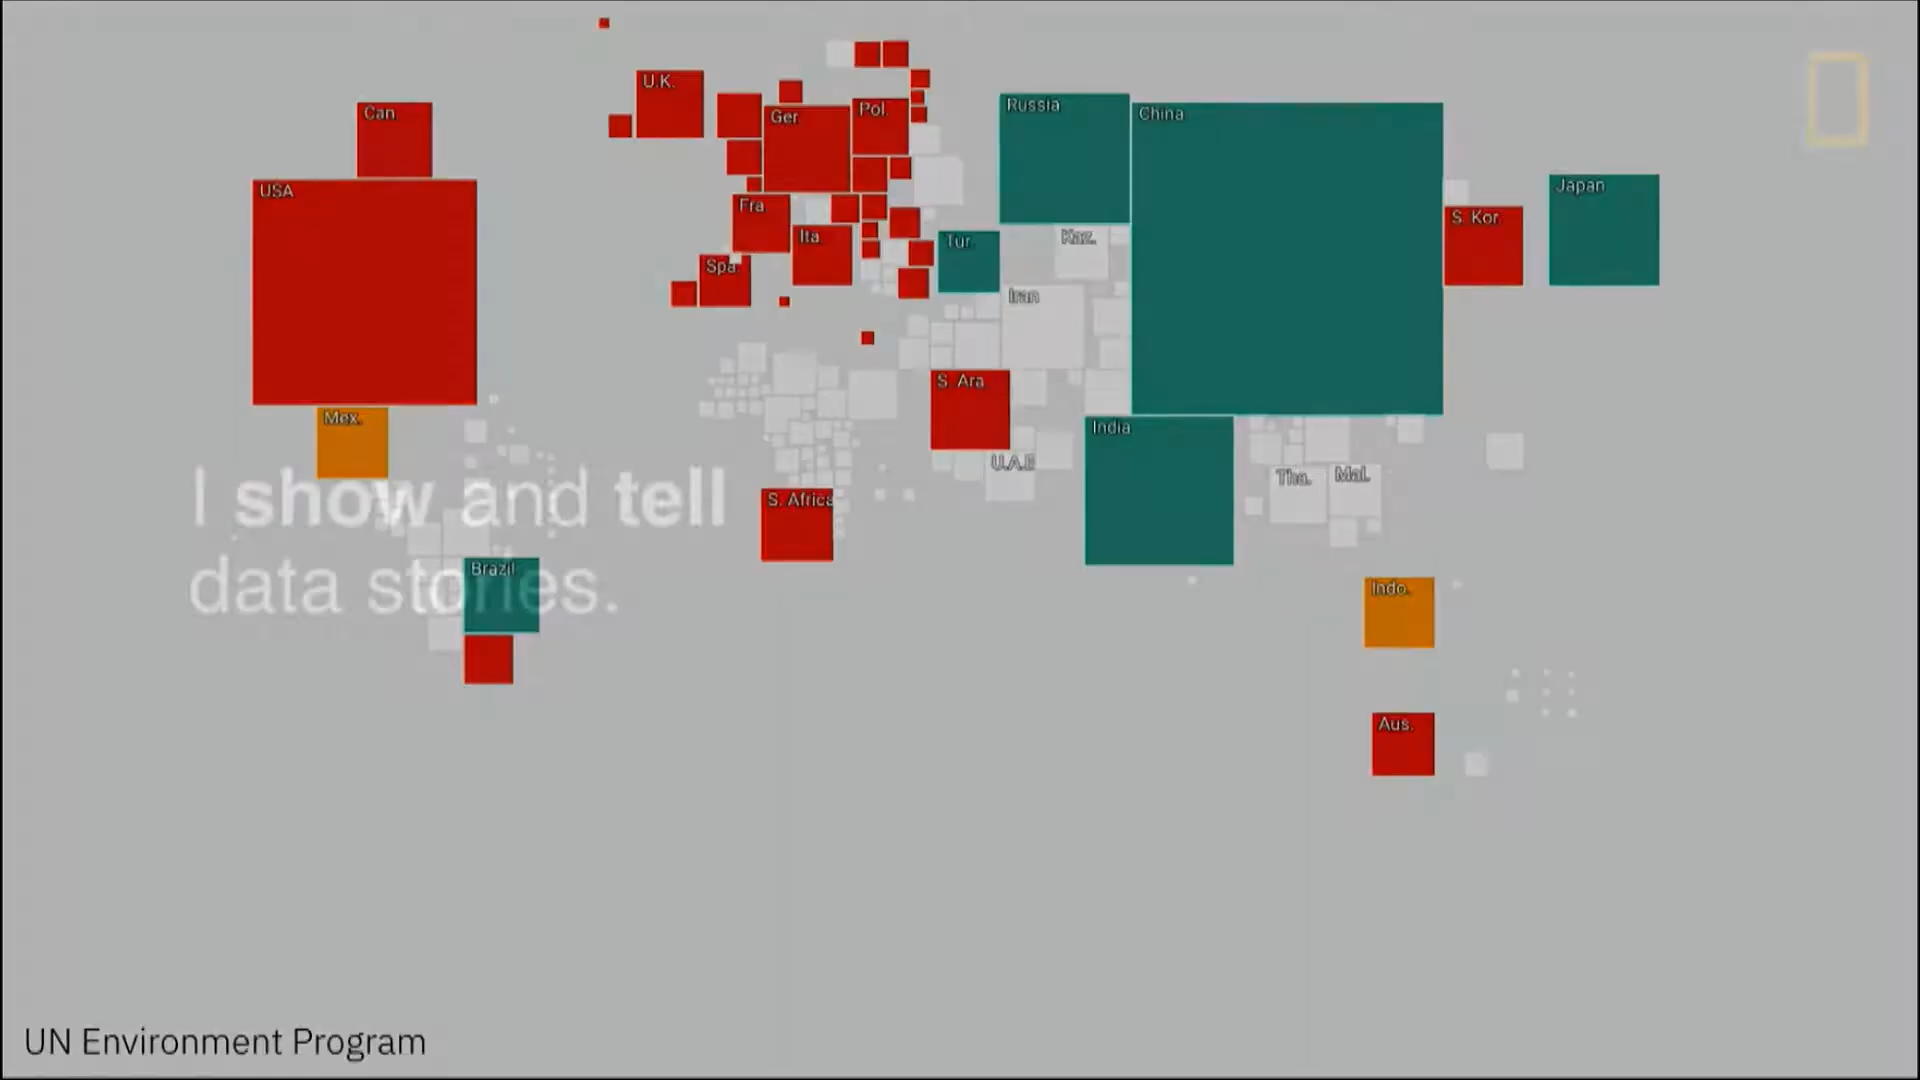 U.K.
Can.
Ger.
Pol.
Russia
China
USA
Japan
Fra.
S. Kor.
Ita.
Tur.
Kaz.
Spa.
Iran
S. Ara.
Mex.
India
U.A.E
I show and tell
Tha.
Mal.
S. Africa
data stories.
Brazil
Indo.
Aus.
UN Environment Program